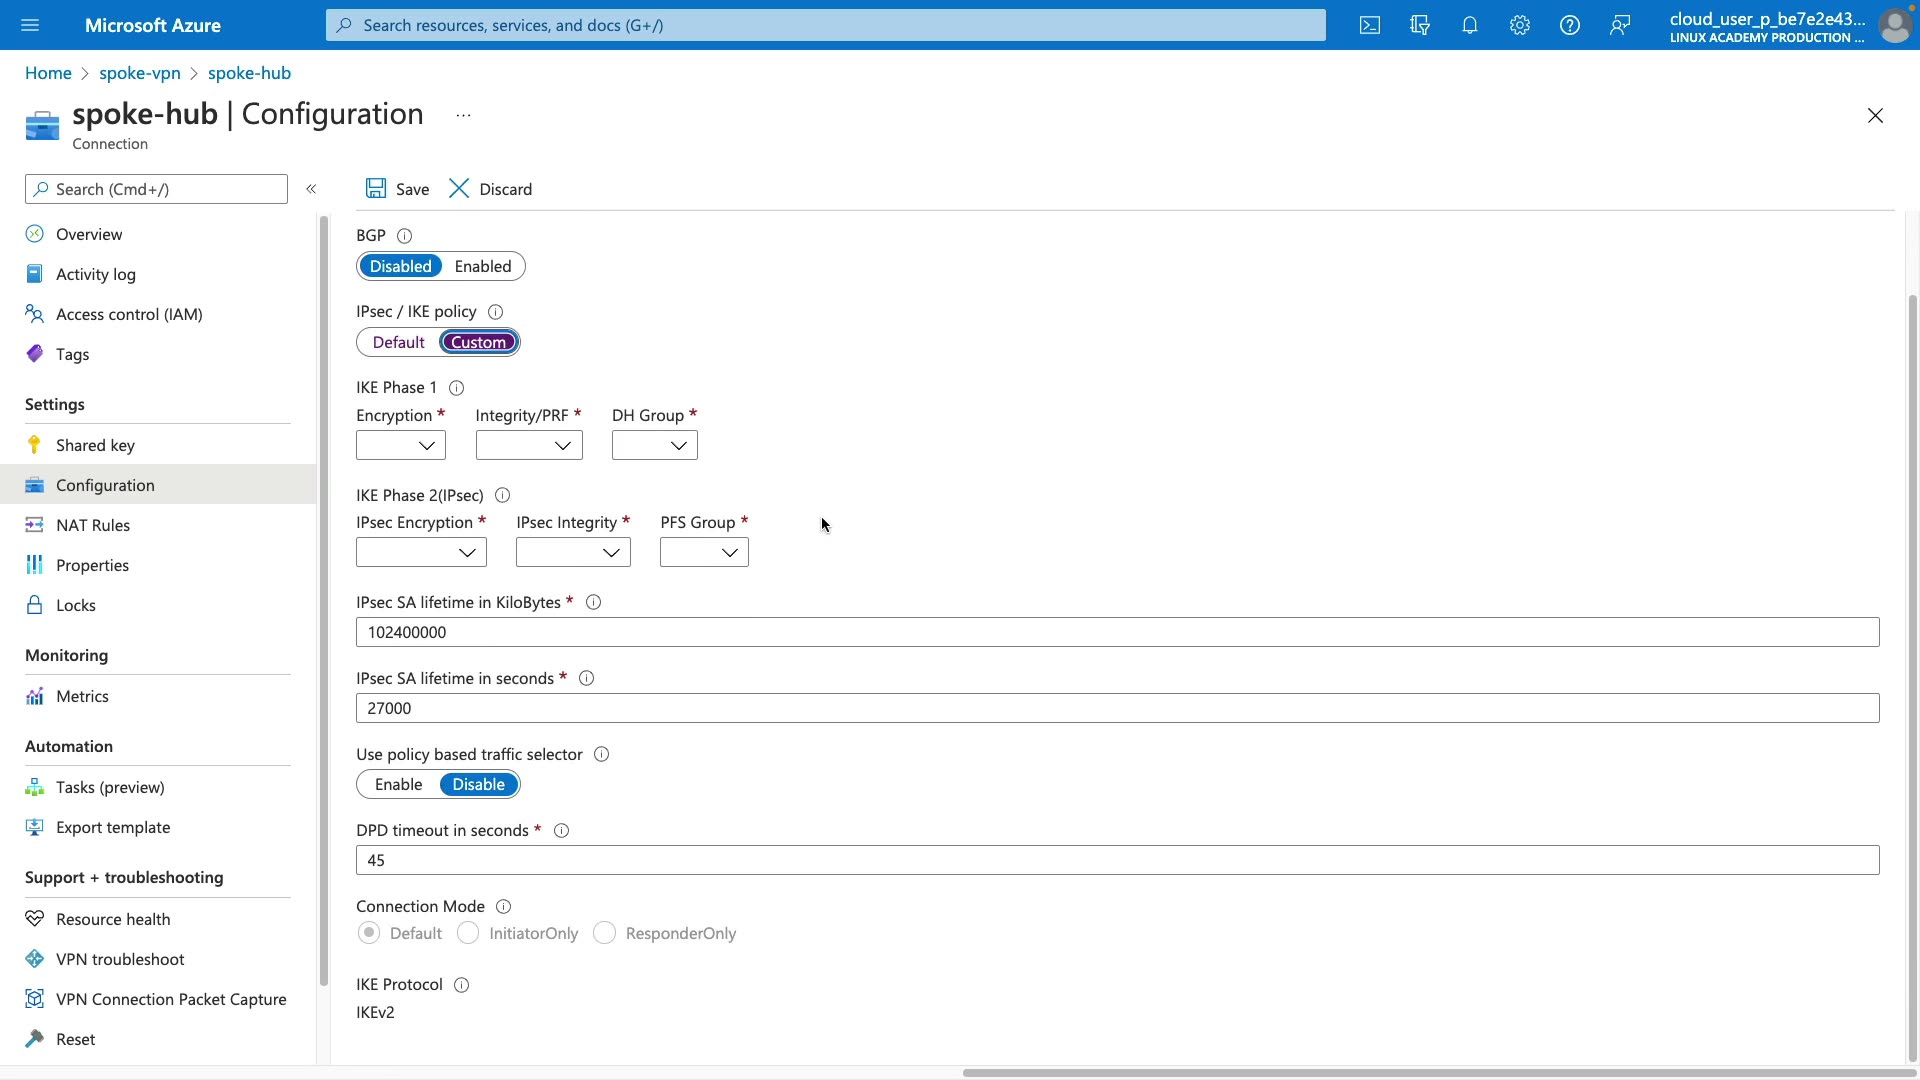 Microsoft Azure
Search resources, services, and docs (G+/)
cloud_user_p_be7e2e43...
LINUX ACADEMY PRODUCTION ...
Home > spoke-vpn > spoke-hub
spoke-hub | Configuration ...
Connection
Search (Cmd+/)
«
Save
Discard
Overview
Activity log
Access control (IAM)
Tags
Settings
Shared key
Configuration
NAT Rules
Properties
Locks
Monitoring
Metrics
Automation
Tasks (preview)
Export template
Support + troubleshooting
Resource health
VPN troubleshoot
VPN Connection Packet Capture
Reset
BGP
Disabled Enabled
IPsec / IKE policy
Default Custom
IKE Phase 1
Encryption * Integrity/PRF * DH Group *
IKE Phase 2(IPsec)
IPsec Encryption * IPsec Integrity * PFS Group *
IPsec SA lifetime in KiloBytes *
102400000
IPsec SA lifetime in seconds *
27000
Use policy based traffic selector
Enable Disable
DPD timeout in seconds *
45
Connection Mode
Default InitiatorOnly ResponderOnly
IKE Protocol
IKEv2